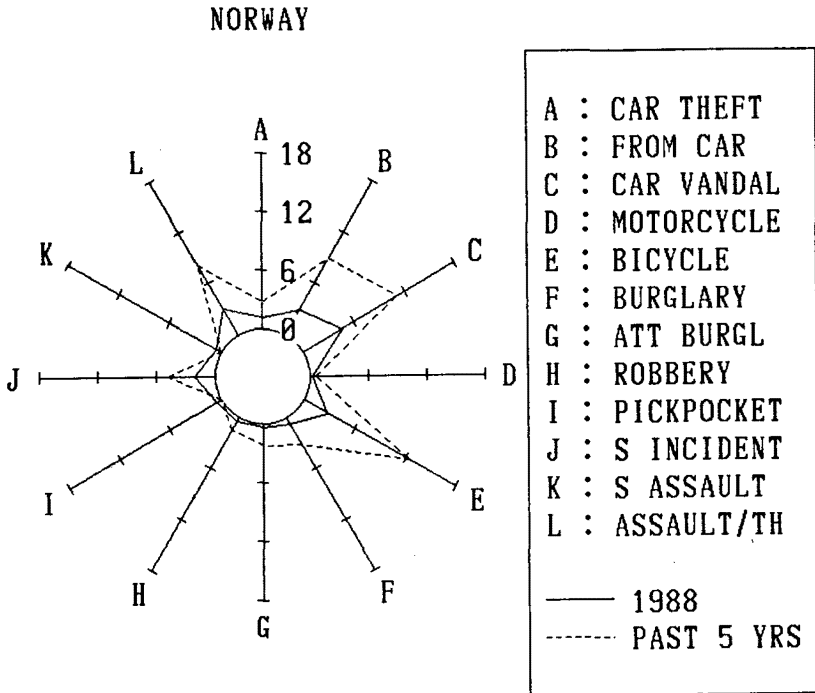 NORWAY
A
18
12
6
0
B
C
D
E
F
G
H
I
J
K
L
A : CAR THEFT
B : FROM CAR
C : CAR VANDAL
D : MOTORCYCLE
E : BICYCLE
F : BURGLARY
G : ATT BURGL
H : ROBBERY
I : PICKPOCKET
J : S INCIDENT
K : S ASSAULT
L : ASSAULT/TH
1988
PAST 5 YRS